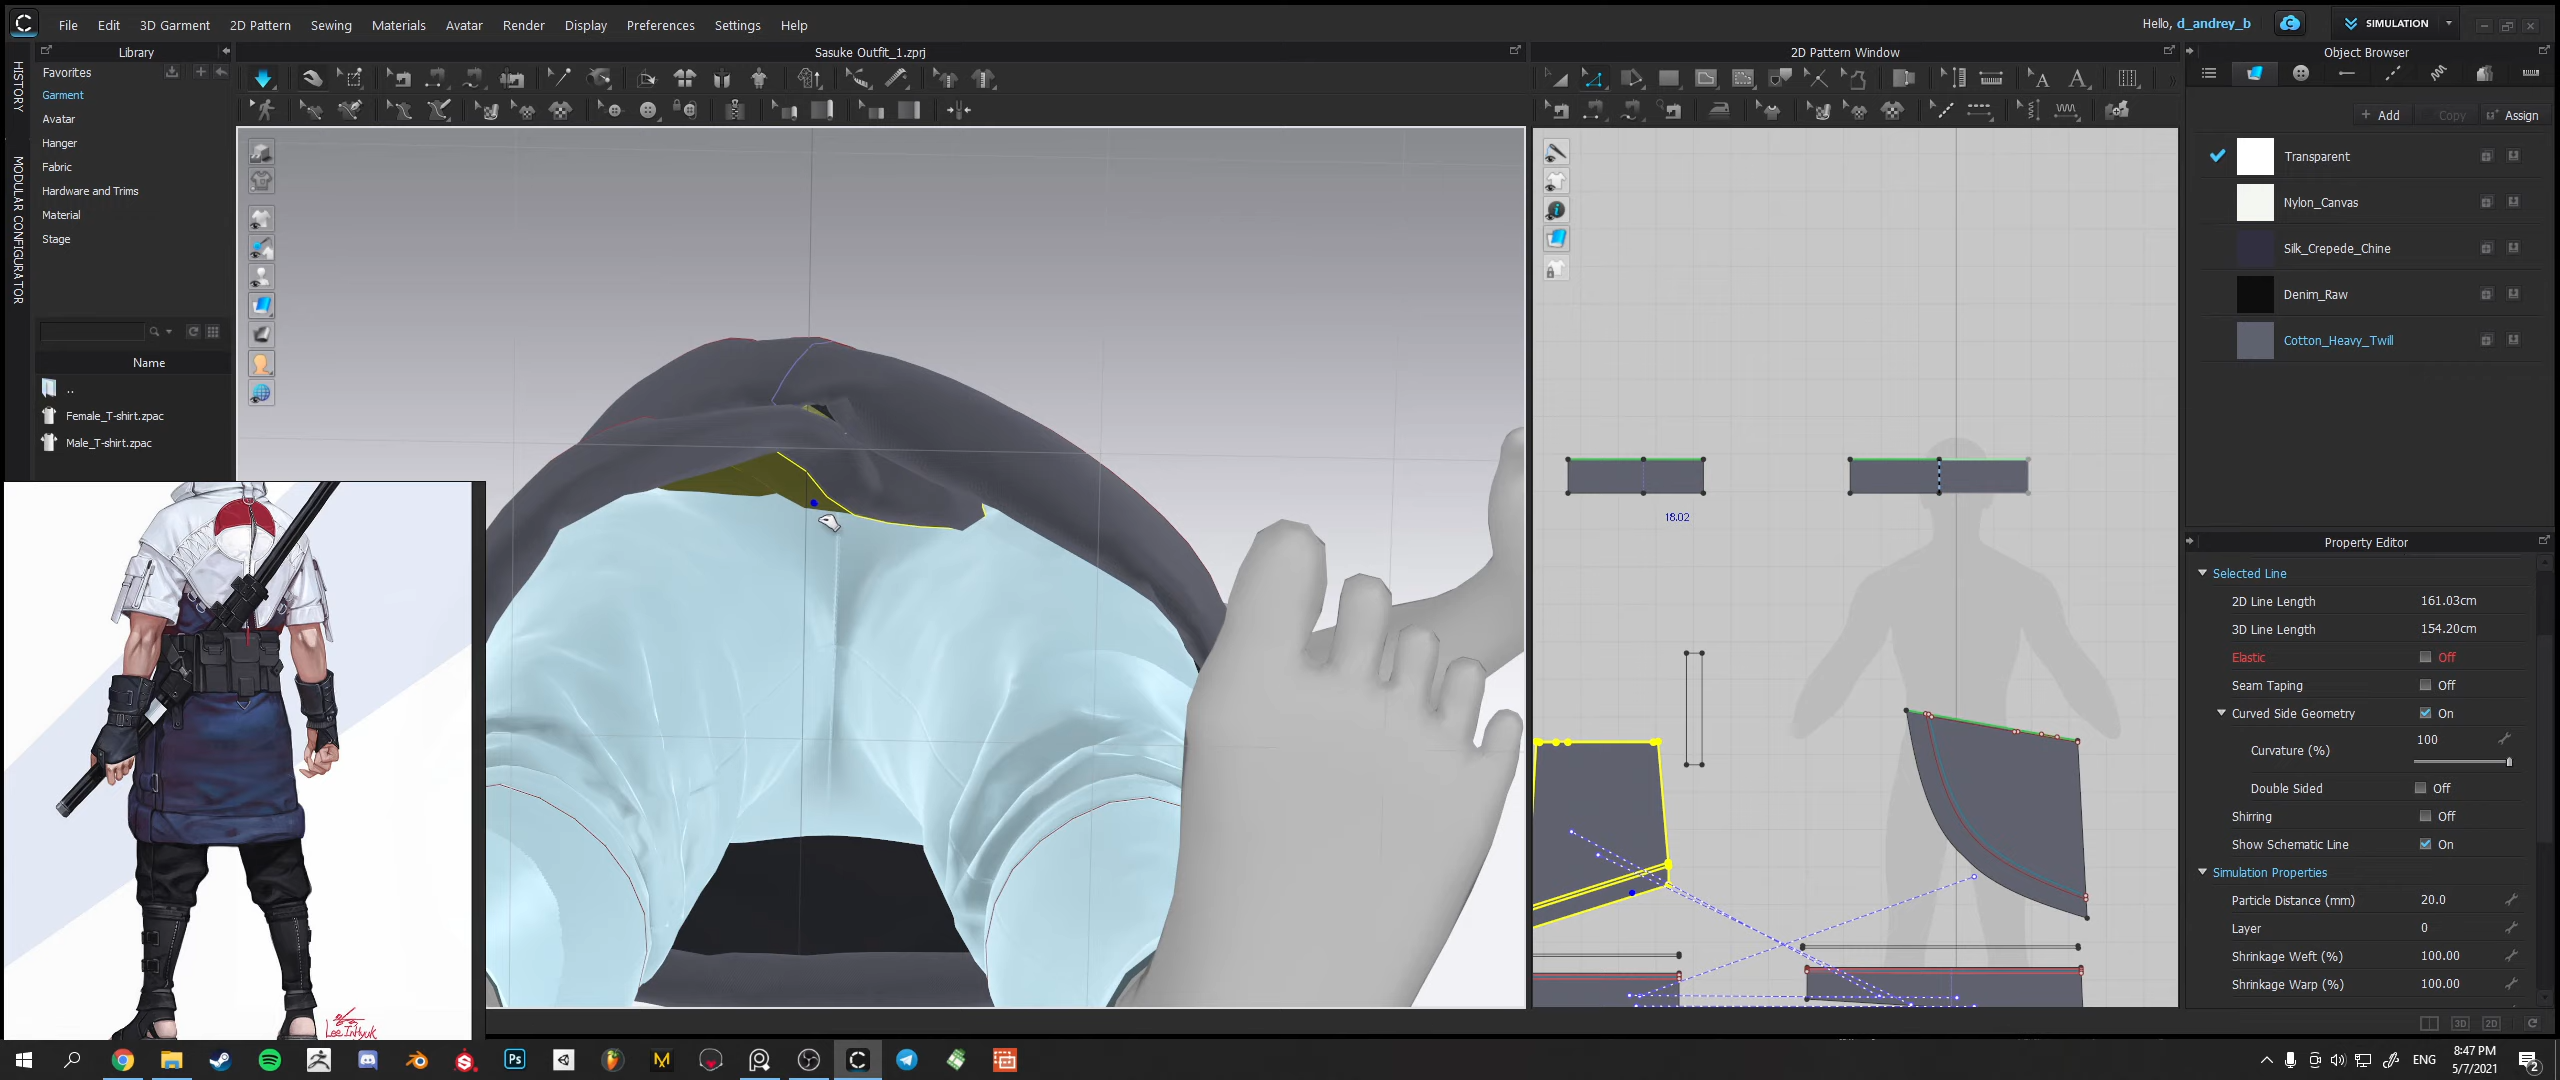 File Edit 3D Garment 2D Pattern Sewing Materials Avatar Render Display Preferences Settings Help
Hello, d_andrey_b
SIMULATION
Library
Sasuke Outfit_1.zprj
2D Pattern Window
Object Browser
HISTORY
MODULAR CONFIGURATOR
Favorites
Garment
Avatar
Hanger
Fabric
Hardware and Trims
Material
Stage
Name
..
Female_T-shirt.zpac
Male_T-shirt.zpac
Lee InHyuk
18.02
Add Copy Assign
Transparent
Nylon_Canvas
Silk_Crepede_Chine
Denim_Raw
Cotton_Heavy_Twill
Property Editor
Selected Line
2D Line Length 161.03cm
3D Line Length 154.20cm
Elastic Off
Seam Taping Off
Curved Side Geometry On
Curvature (%) 100
Double Sided Off
Shirring Off
Show Schematic Line On
Simulation Properties
Particle Distance (mm) 20.0
Layer 0
Shrinkage Weft (%) 100.00
Shrinkage Warp (%) 100.00
3D 2D
Ps
ENG
8:47 PM
5/7/2021
2